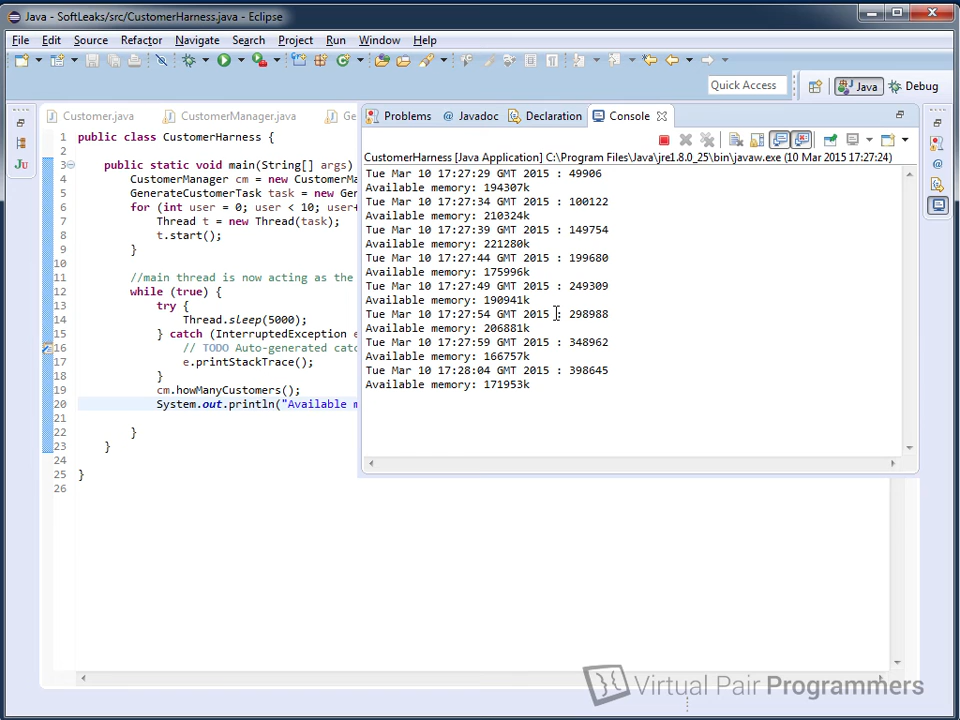 Java - SoftLeaks/src/CustomerHarness.java - Eclipse
File Edit Source Refactor Navigate Search Project Run Window Help
Quick Access
Java
Debug
Customer.java
CustomerManager.java
Ge
Problems
@ Javadoc
Declaration
Console
CustomerHarness [Java Application] C:\Program Files\Java\jre1.8.0_25\bin\javaw.exe (10 Mar 2015 17:27:24)
1 public class CustomerHarness {
2
3 public static void main(String[] args)
4 CustomerManager cm = new CustomerMa
5 GenerateCustomerTask task = new Gen
6 for (int user = 0; user < 10; user+
7 Thread t = new Thread(task);
8 t.start();
9 }
10
11 //main thread is now acting as the
12 while (true) {
13 try {
14 Thread.sleep(5000);
15 } catch (InterruptedException e
16 // TODO Auto-generated catc
17 e.printStackTrace();
18 }
19 cm.howManyCustomers();
20 System.out.println("Available m
21
22 }
23 }
24
25 }
26
Tue Mar 10 17:27:29 GMT 2015 : 49906
Available memory: 194307k
Tue Mar 10 17:27:34 GMT 2015 : 100122
Available memory: 210324k
Tue Mar 10 17:27:39 GMT 2015 : 149754
Available memory: 221280k
Tue Mar 10 17:27:44 GMT 2015 : 199680
Available memory: 175996k
Tue Mar 10 17:27:49 GMT 2015 : 249309
Available memory: 190941k
Tue Mar 10 17:27:54 GMT 2015 : 298988
Available memory: 206881k
Tue Mar 10 17:27:59 GMT 2015 : 348962
Available memory: 166757k
Tue Mar 10 17:28:04 GMT 2015 : 398645
Available memory: 171953k
Virtual Pair Programmers